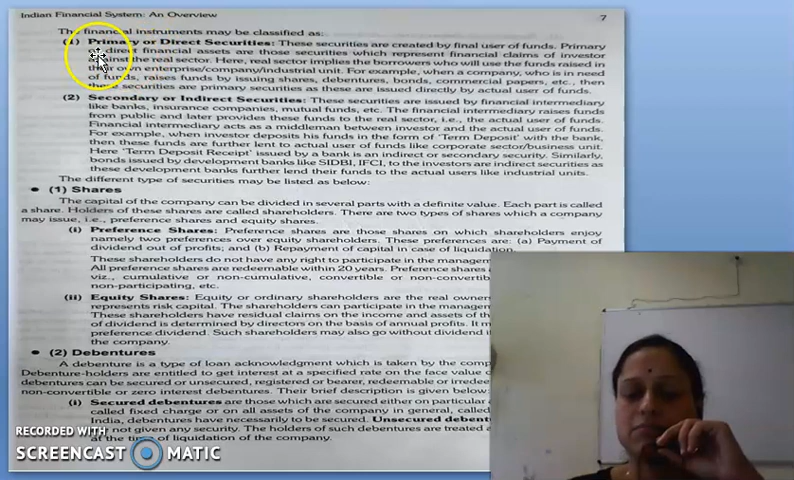 Indian Financial System: An Overview 7
The financial instruments may be classified as:
(1) Primary or Direct Securities: These securities are created by final user of funds. Primary
direct financial assets are those securities which represent financial claims of investor
against the real sector. Here, real sector implies the borrowers who will use the funds raised in
their own enterprise/company/industrial unit. For example, when a company, who is in need
of funds, raises funds by issuing shares, debentures, bonds, commercial papers, etc., then
these securities are primary securities as these are issued directly by actual user of funds.
(2) Secondary or Indirect Securities: These securities are issued by financial intermediary
like banks, insurance companies, mutual funds, etc. The financial intermediary raises funds
from public and later provides these funds to the real sector, i.e., the actual user of funds.
Financial intermediary acts as a middleman between investor and the actual user of funds.
For example, when investor deposits his funds in the form of 'Term Deposit' with the bank,
then these funds are further lent to actual user of funds like corporate sector/business unit.
Here 'Term Deposit Receipt' issued by a bank is an indirect or secondary security. Similarly,
bonds issued by development banks like SIDBI, IFCI, to the investors are indirect securities as
these development banks further lend their funds to the actual users like industrial units.
The different type of securities may be listed as below:
• (1) Shares
The capital of the company can be divided in several parts with a definite value. Each part is called
a share. Holders of these shares are called shareholders. There are two types of shares which a company
may issue, i.e., preference shares and equity shares.
(i) Preference Shares: Preference shares are those shares on which shareholders enjoy
namely two preferences over equity shareholders. These preferences are: (a) Payment of
dividend out of profits; and (b) Repayment of capital in case of liquidation.
These shareholders do not have any right to participate in the
All preference shares are redeemable within 20 years. Preference shares
viz., cumulative or non-cumulative, convertible or
non-participating, etc.
(ii) Equity Shares: Equity or ordinary shareholders are the real
represents risk capital. The shareholders can participate in the
These shareholders have residual claims on the income and assets of
of dividend is determined by directors on the basis of annual profits. It
preference dividend. Such shareholders may also go without dividend
the company.
• (2) Debentures
A debenture is a type of loan acknowledgment which is taken by the
Debenture-holders are entitled to get interest at a specified rate on the face value
debentures can be secured or unsecured, registered or bearer, redeemable or
non-convertible or zero interest debentures. Their brief description is given below:
(i) Secured debentures are those which are secured either on particular
called fixed charge or on all assets of the company in general, called
India, debentures have necessarily to be secured. Unsecured
not given any security. The holders of such debentures are treated
at the time of liquidation of the company.
RECORDED WITH
SCREENCAST MATIC